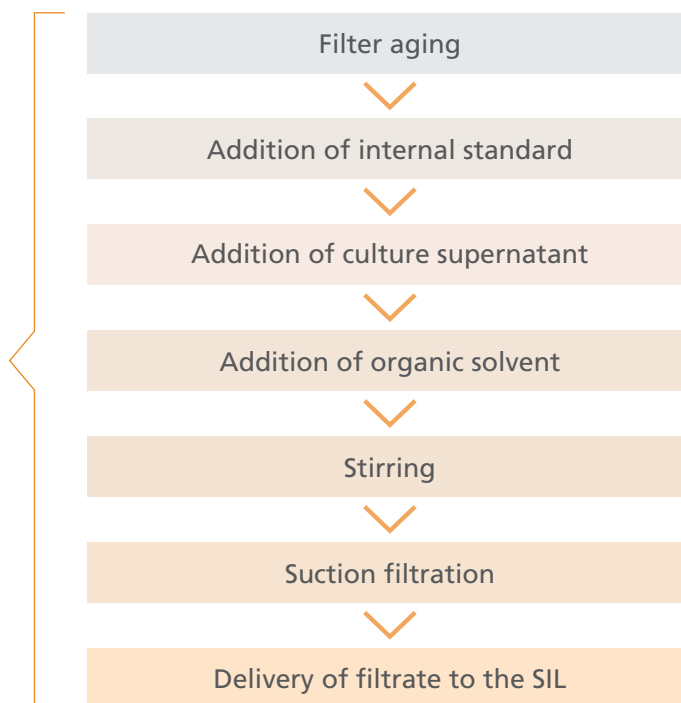 Filter aging
Addition of internal standard
Addition of culture supernatant
Addition of organic solvent
Stirring
Suction filtration
Delivery of filtrate to the SIL